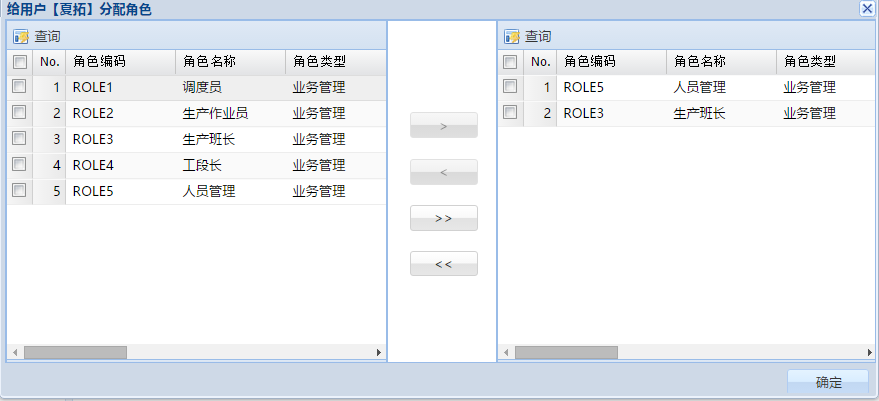 给用户【夏拓】分配角色
查询
No. 角色编码 角色名称 角色类型
1 ROLE1 调度员 业务管理
2 ROLE2 生产作业员 业务管理
3 ROLE3 生产班长 业务管理
4 ROLE4 工段长 业务管理
5 ROLE5 人员管理 业务管理
>
<
>>
<<
查询
No. 角色编码 角色名称 角色类型
1 ROLE5 人员管理 业务管理
2 ROLE3 生产班长 业务管理
确定